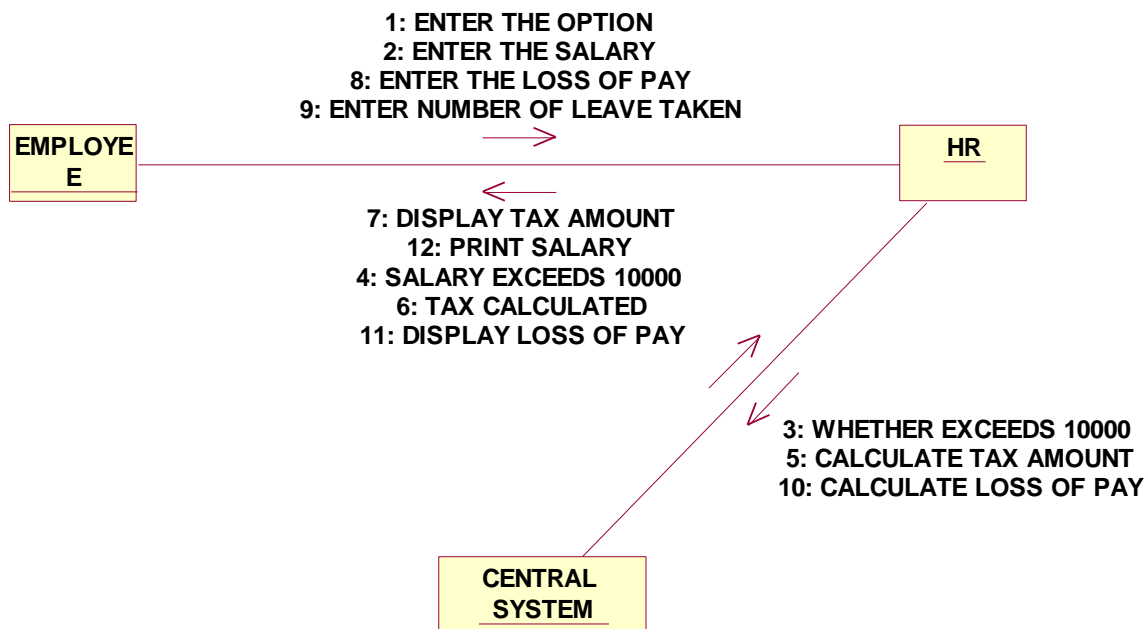 1: ENTER THE OPTION
2: ENTER THE SALARY
8: ENTER THE LOSS OF PAY
9: ENTER NUMBER OF LEAVE TAKEN
EMPLOYE
E
HR
7: DISPLAY TAX AMOUNT
12: PRINT SALARY
4: SALARY EXCEEDS 10000
6: TAX CALCULATED
11: DISPLAY LOSS OF PAY
3: WHETHER EXCEEDS 10000
5: CALCULATE TAX AMOUNT
10: CALCULATE LOSS OF PAY
CENTRAL
SYSTEM